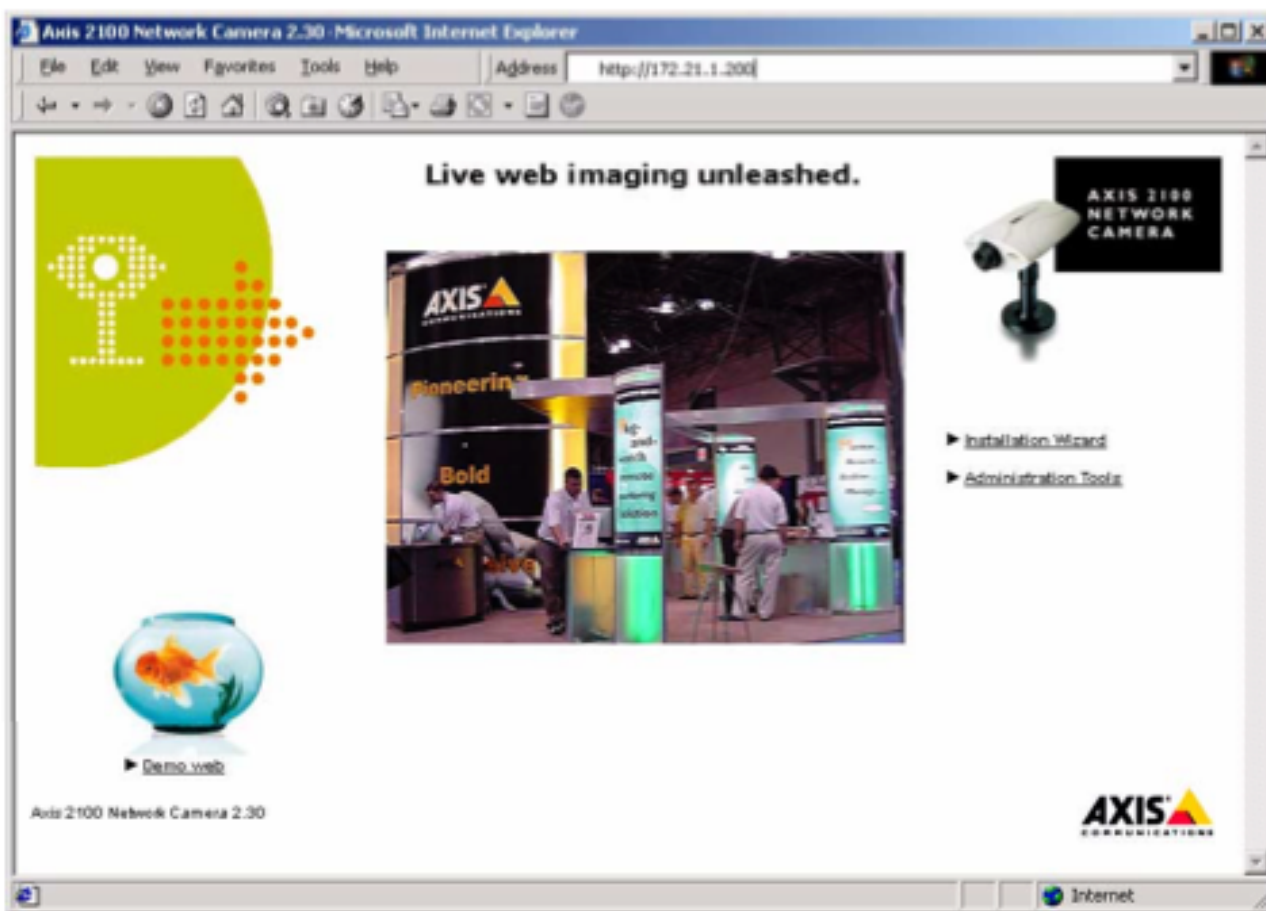 Axis 2100 Network Camera 2.30 - Microsoft Internet Explorer
File Edit View Favorites Tools Help
Address http://172.21.1.200
Live web imaging unleashed.
AXIS 2100
NETWORK
CAMERA
AXIS
COMMUNICATIONS
Pioneering
Bold
Installation Wizard
Administration Tools
Demo web
Axis 2100 Network Camera 2.30
AXIS
COMMUNICATIONS
Internet